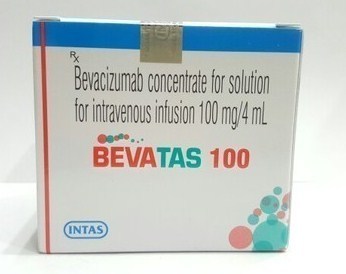 Rx
Bevacizumab concentrate for solution
for intravenous infusion 100 mg/4 mL
BEVATAS 100
INTAS